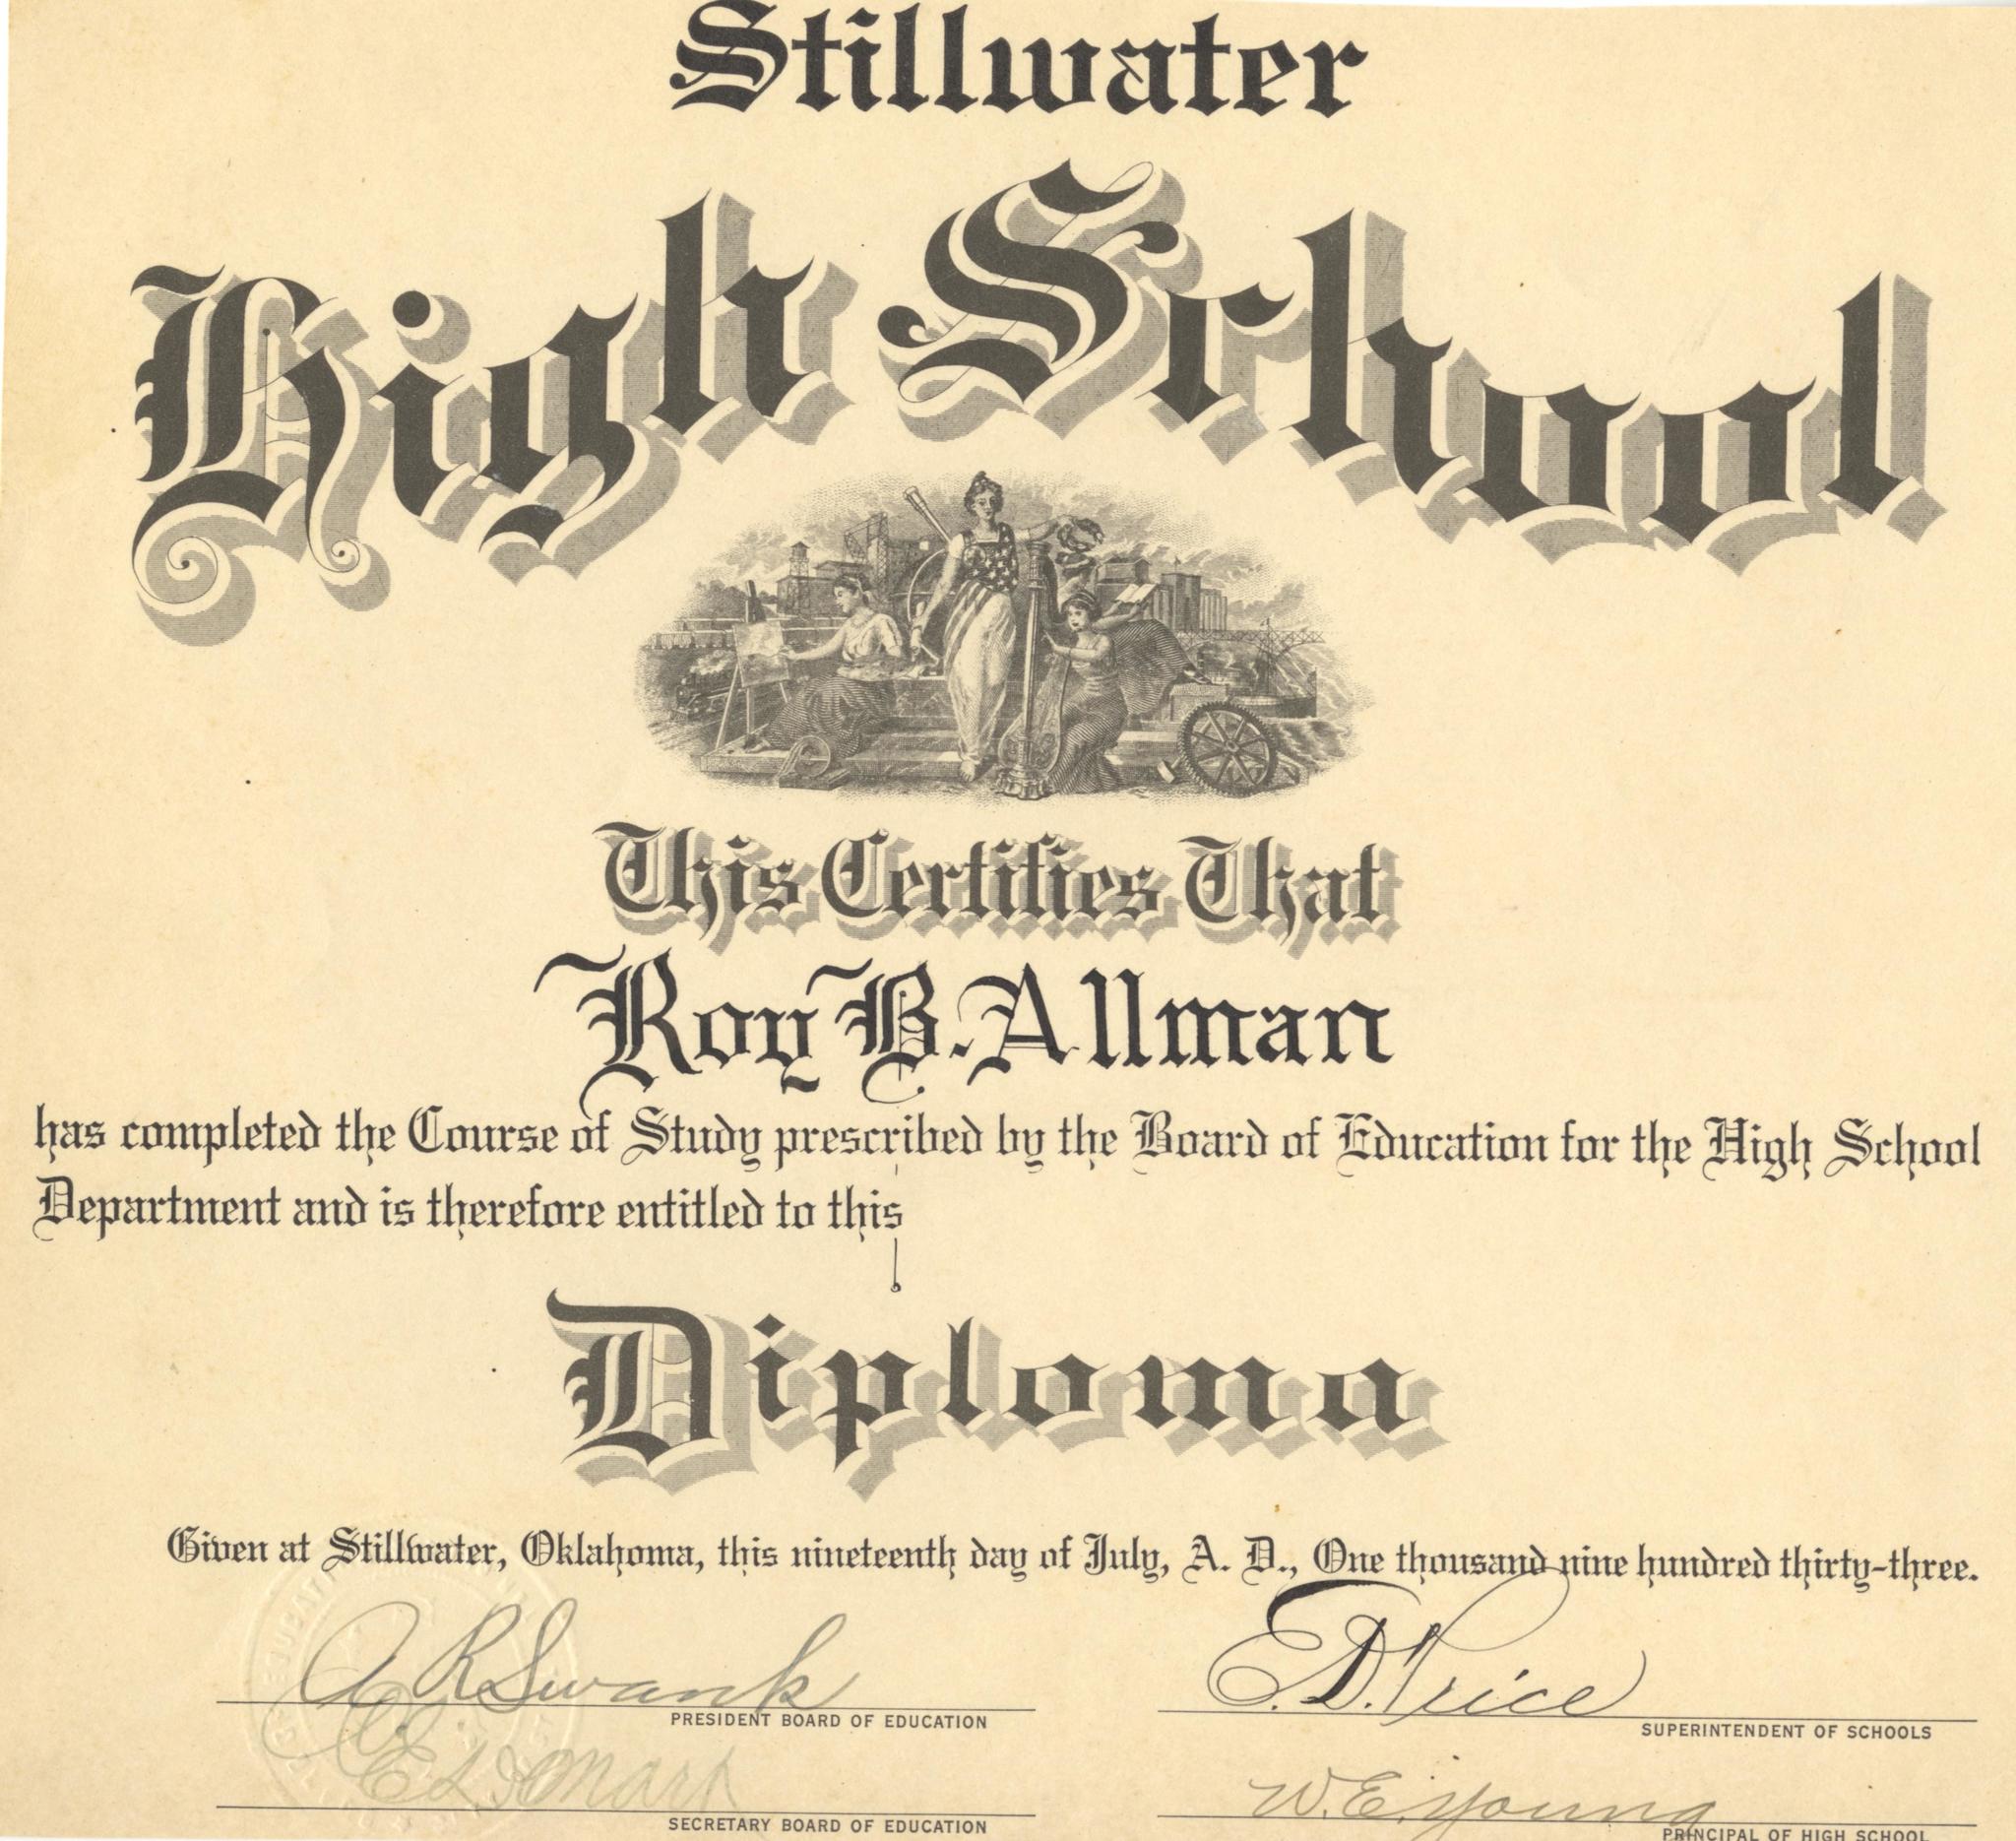 Stillwater
High School
This Certifies That
Roy B. Allman
has completed the Course of Study prescribed by the Board of Education for the High School
Department and is therefore entitled to this
Diploma
Given at Stillwater, Oklahoma, this nineteenth day of July, A. D., One thousand nine hundred thirty-three.
A R Swank
PRESIDENT BOARD OF EDUCATION
E. D. Price
SUPERINTENDENT OF SCHOOLS
SECRETARY BOARD OF EDUCATION
W. E. Young
PRINCIPAL OF HIGH SCHOOL